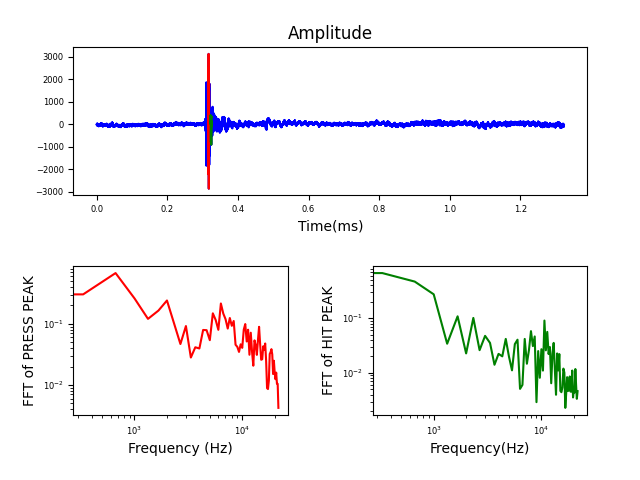 Amplitude
3000
2000
1000
0
−1000
−2000
−3000
0.0 0.2 0.4 0.6 0.8 1.0 1.2
Time(ms)
FFT of PRESS PEAK
10⁻¹
10⁻²
10³ 10⁴
Frequency (Hz)
FFT of HIT PEAK
10⁻¹
10⁻²
10³ 10⁴
Frequency(Hz)